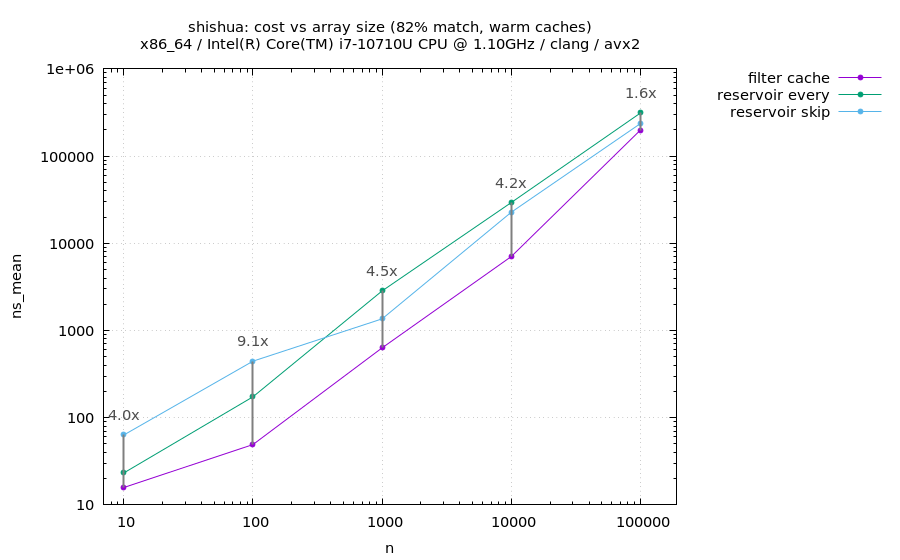 shishua: cost vs array size (82% match, warm caches)
x86_64 / Intel(R) Core(TM) i7-10710U CPU @ 1.10GHz / clang / avx2
filter cache
reservoir every
reservoir skip
1e+06
100000
10000
1000
100
10
ns_mean
4.0x
9.1x
4.5x
4.2x
1.6x
10 100 1000 10000 100000
n